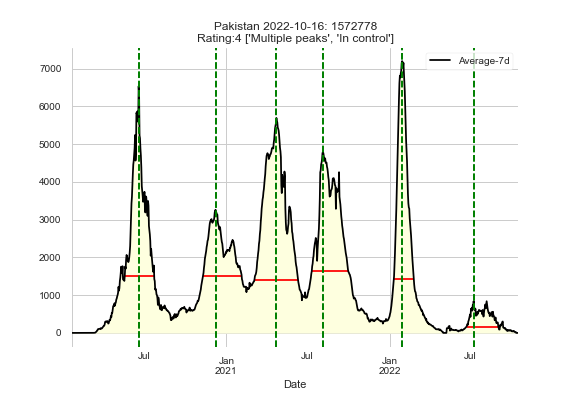 Pakistan 2022-10-16: 1572778
Rating:4 ['Multiple peaks', 'In control']
Average-7d
7000
6000
5000
4000
3000
2000
1000
0
Jul
Jan
2021
Jul
Jan
2022
Jul
Date